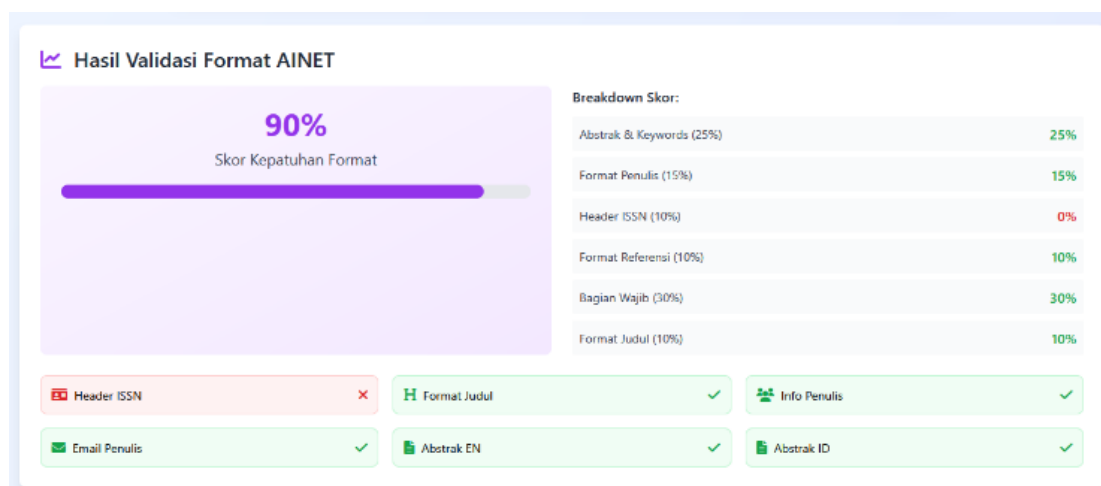 Hasil Validasi Format AINET
90%
Skor Kepatuhan Format
Breakdown Skor:
Abstrak & Keywords (25%) 25%
Format Penulis (15%) 15%
Header ISSN (10%) 0%
Format Referensi (10%) 10%
Bagian Wajib (30%) 30%
Format Judul (10%) 10%
Header ISSN
Format Judul
Info Penulis
Email Penulis
Abstrak EN
Abstrak ID